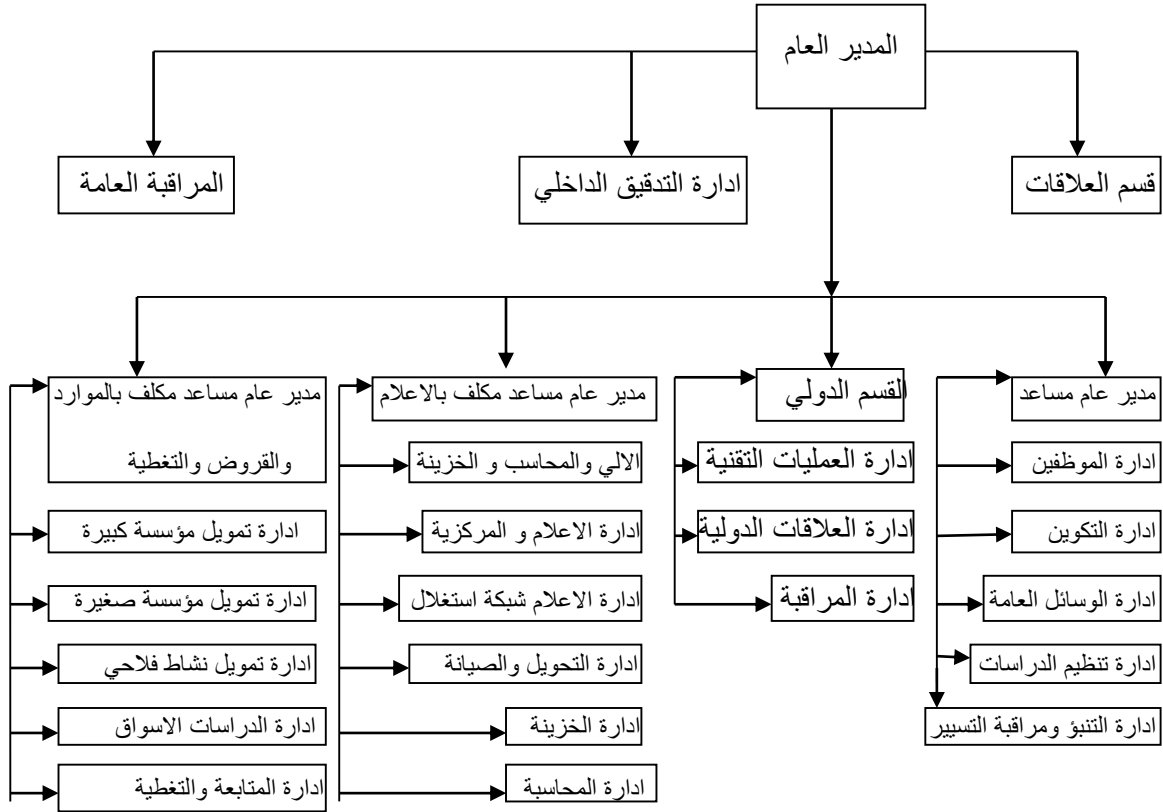 المدير العام
قسم العلاقات
ادارة التدقيق الداخلي
المراقبة العامة
مدير عام مساعد
ادارة الموظفين
ادارة التكوين
ادارة الوسائل العامة
ادارة تنظيم الدراسات
ادارة التنبؤ ومراقبة التسيير
القسم الدولي
ادارة العمليات التقنية
ادارة العلاقات الدولية
ادارة المراقبة
مدير عام مساعد مكلف بالاعلام
الالي والمحاسب و الخزينة
ادارة الاعلام و المركزية
ادارة الاعلام شبكة استغلال
ادارة التحويل والصيانة
ادارة الخزينة
ادارة المحاسبة
مدير عام مساعد مكلف بالموارد
والقروض والتغطية
ادارة تمويل مؤسسة كبيرة
ادارة تمويل مؤسسة صغيرة
ادارة تمويل نشاط فلاحي
ادارة الدراسات الاسواق
ادارة المتابعة والتغطية